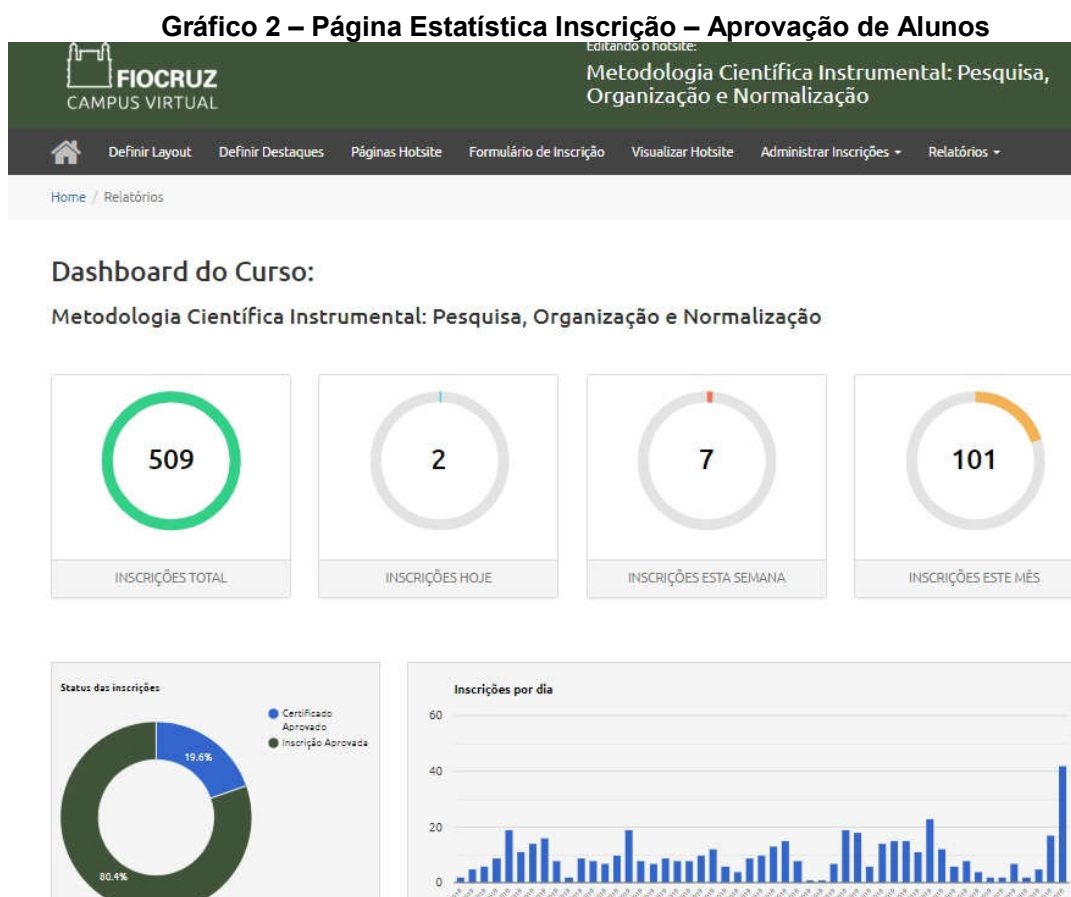 Gráfico 2 – Página Estatística Inscrição – Aprovação de Alunos
FIOCRUZ
CAMPUS VIRTUAL
Editando o hotsite:
Metodologia Científica Instrumental: Pesquisa,
Organização e Normalização
Definir Layout Definir Destaques Páginas Hotsite Formulário de Inscrição Visualizar Hotsite Administrar Inscrições Relatórios
Home / Relatórios
Dashboard do Curso:
Metodologia Científica Instrumental: Pesquisa, Organização e Normalização
509
INSCRIÇÕES TOTAL
2
INSCRIÇÕES HOJE
7
INSCRIÇÕES ESTA SEMANA
101
INSCRIÇÕES ESTE MÊS
Status das inscrições
Certificado
Aprovado
Inscrição Aprovada
19.6%
80.4%
Inscrições por dia
60
40
20
0